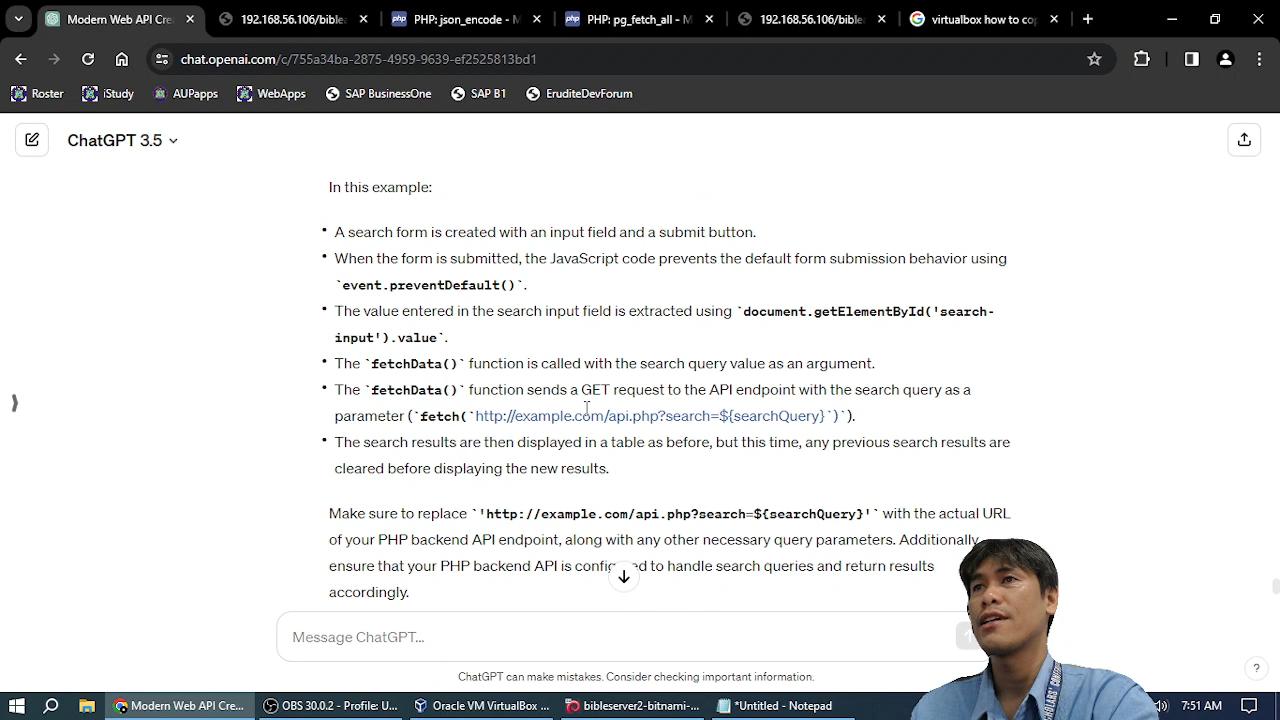 Modern Web API Crea
192.168.56.106/biblea
PHP: json_encode - M
PHP: pg_fetch_all - M
192.168.56.106/biblea
virtualbox how to cop
chat.openai.com/c/755a34ba-2875-4959-9639-ef2525813bd1
Roster
iStudy
AUPapps
WebApps
SAP BusinessOne
SAP B1
EruditeDevForum
ChatGPT 3.5
In this example:
• A search form is created with an input field and a submit button.
• When the form is submitted, the JavaScript code prevents the default form submission behavior using
`event.preventDefault()`.
• The value entered in the search input field is extracted using `document.getElementById('search-
input').value`.
• The `fetchData()` function is called with the search query value as an argument.
• The `fetchData()` function sends a GET request to the API endpoint with the search query as a
parameter (`fetch(`http://example.com/api.php?search=${searchQuery}`)`).
• The search results are then displayed in a table as before, but this time, any previous search results are
cleared before displaying the new results.
Make sure to replace `'http://example.com/api.php?search=${searchQuery}'` with the actual URL
of your PHP backend API endpoint, along with any other necessary query parameters. Additionally
ensure that your PHP backend API is configured to handle search queries and return results
accordingly.
Message ChatGPT...
ChatGPT can make mistakes. Consider checking important information.
?
Modern Web API Cre...
OBS 30.0.2 - Profile U...
Oracle VM VirtualBox ...
bibleserver2-bitnami-...
*Untitled - Notepad
7:51 AM